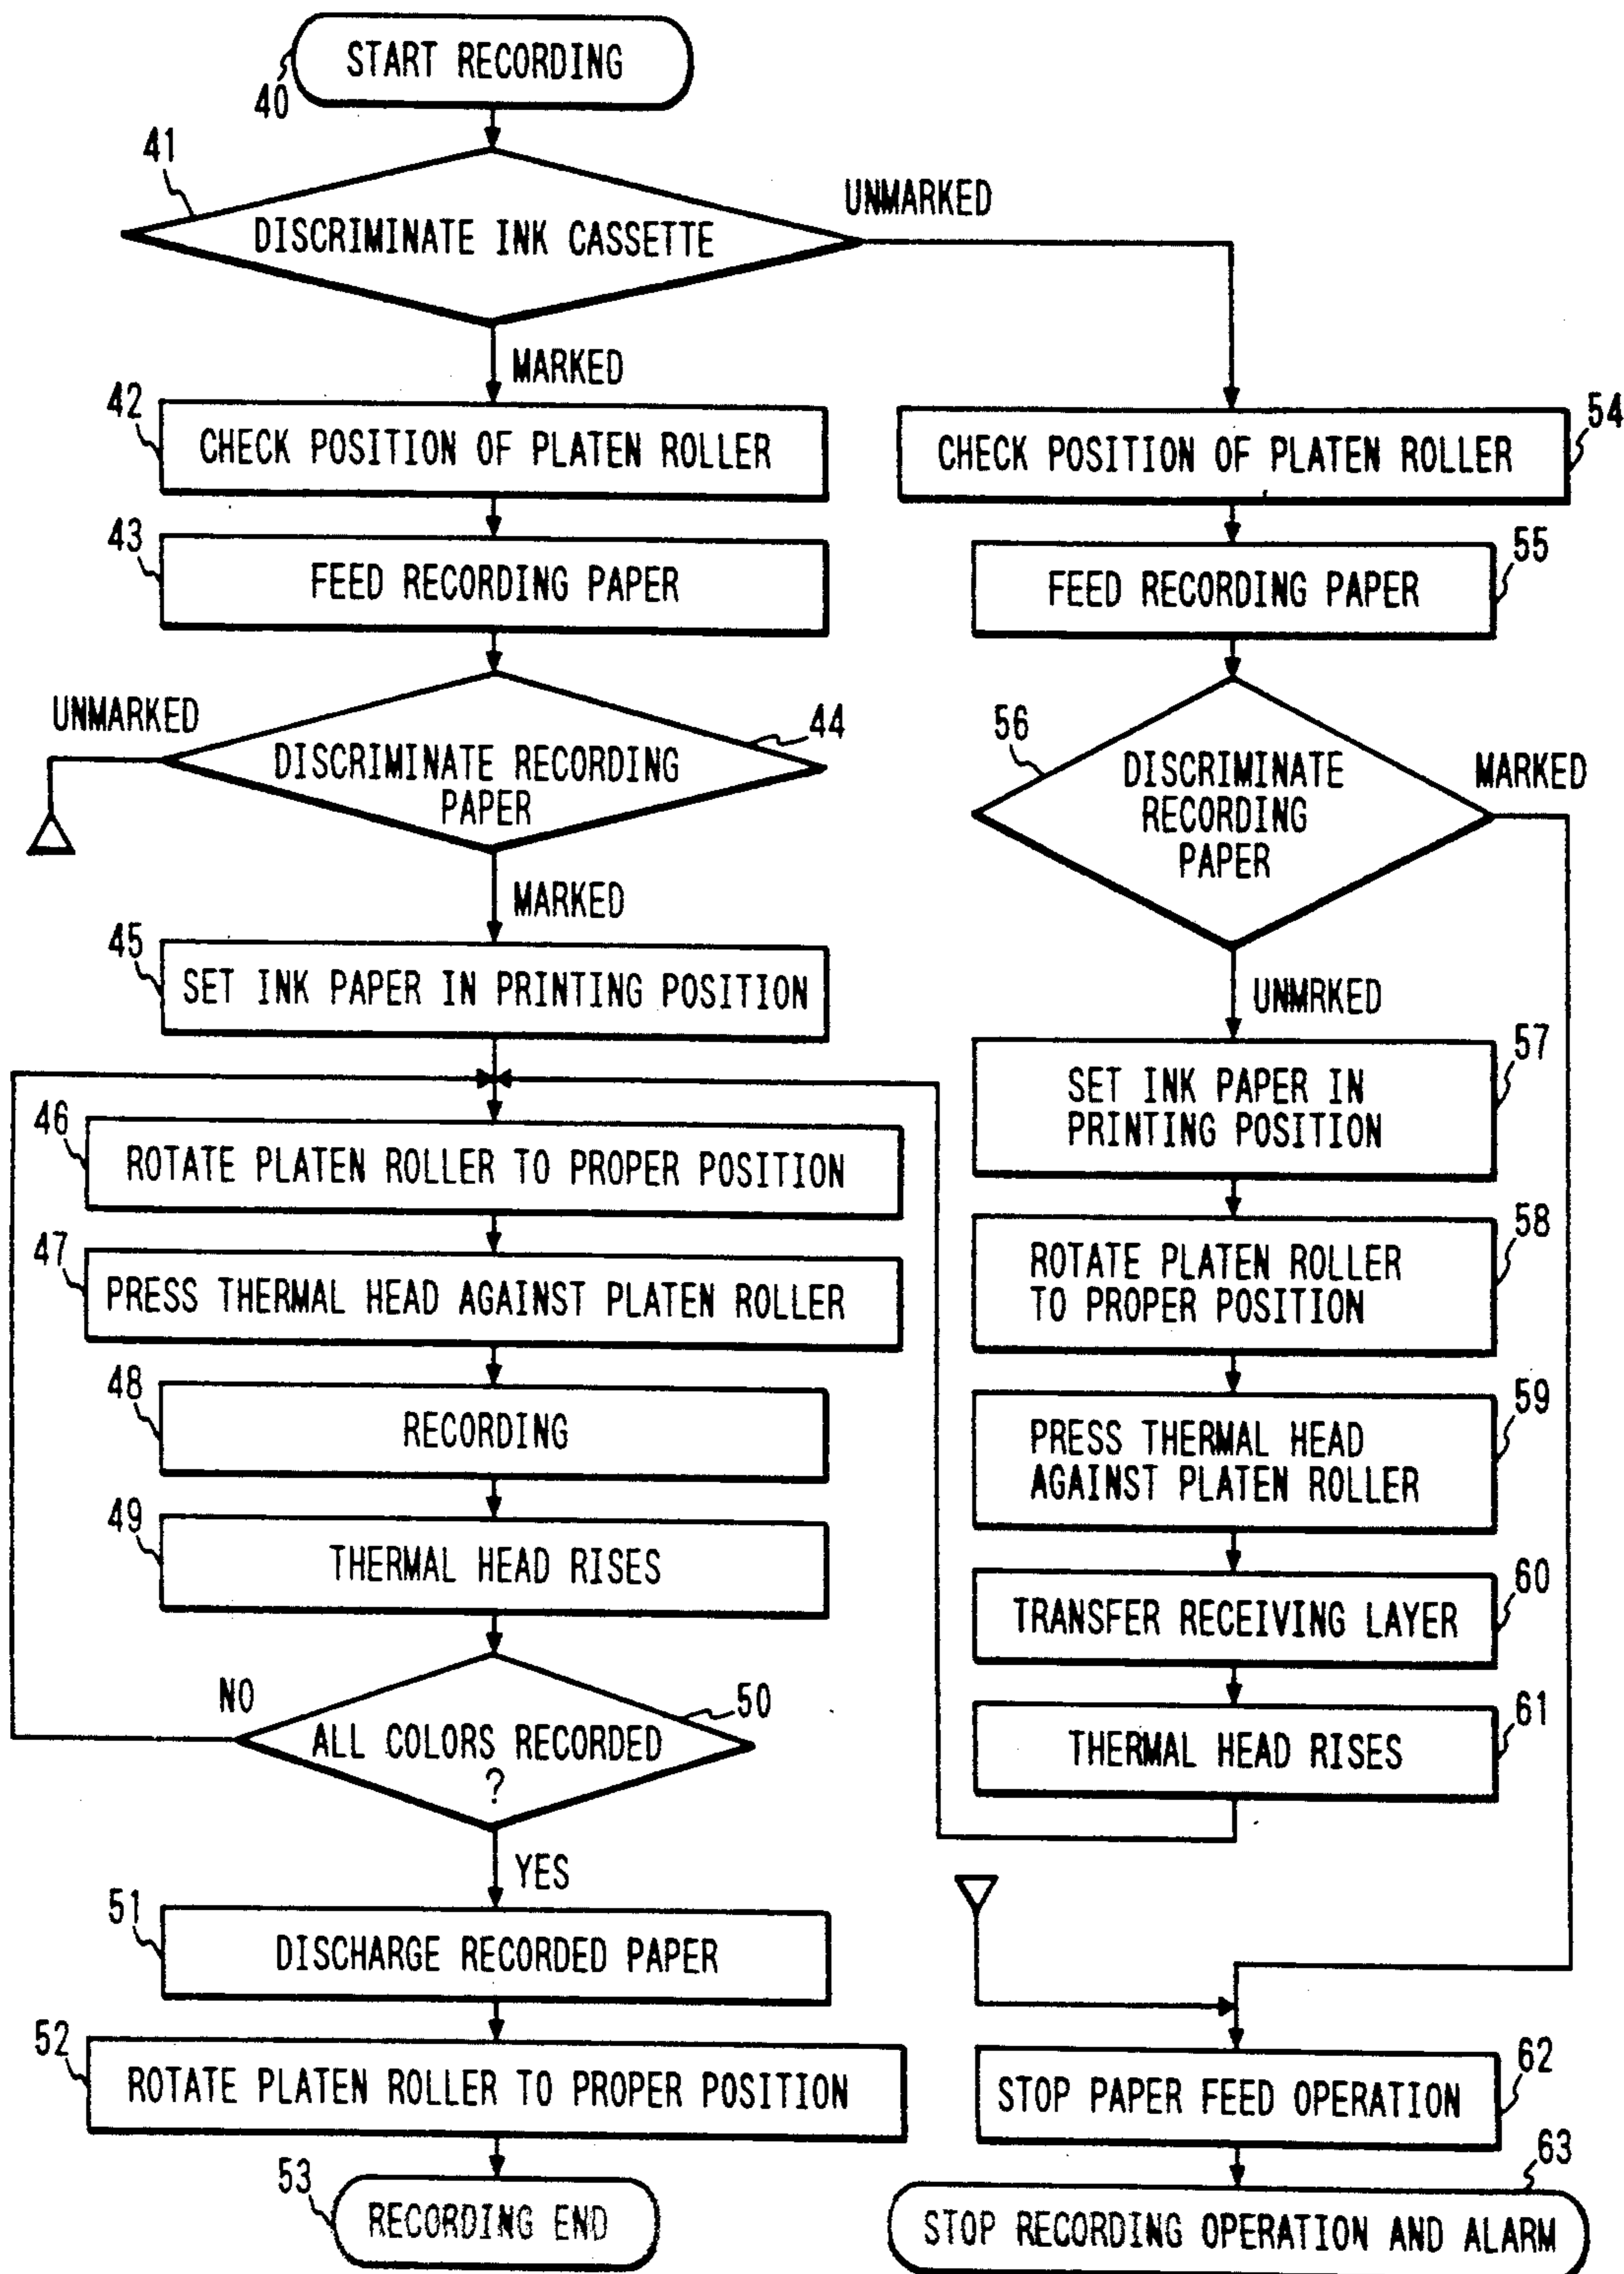 START RECORDING
40
41
DISCRIMINATE INK CASSETTE
UNMARKED
MARKED
42
CHECK POSITION OF PLATEN ROLLER
43
FEED RECORDING PAPER
UNMARKED
44
DISCRIMINATE RECORDING
PAPER
MARKED
45
SET INK PAPER IN PRINTING POSITION
46
ROTATE PLATEN ROLLER TO PROPER POSITION
47
PRESS THERMAL HEAD AGAINST PLATEN ROLLER
48
RECORDING
49
THERMAL HEAD RISES
NO
50
ALL COLORS RECORDED
?
YES
51
DISCHARGE RECORDED PAPER
52
ROTATE PLATEN ROLLER TO PROPER POSITION
53
RECORDING END
54
CHECK POSITION OF PLATEN ROLLER
55
FEED RECORDING PAPER
56
DISCRIMINATE
RECORDING
PAPER
MARKED
UNMRKED
57
SET INK PAPER IN
PRINTING POSITION
58
ROTATE PLATEN ROLLER
TO PROPER POSITION
59
PRESS THERMAL HEAD
AGAINST PLATEN ROLLER
60
TRANSFER RECEIVING LAYER
61
THERMAL HEAD RISES
62
STOP PAPER FEED OPERATION
63
STOP RECORDING OPERATION AND ALARM